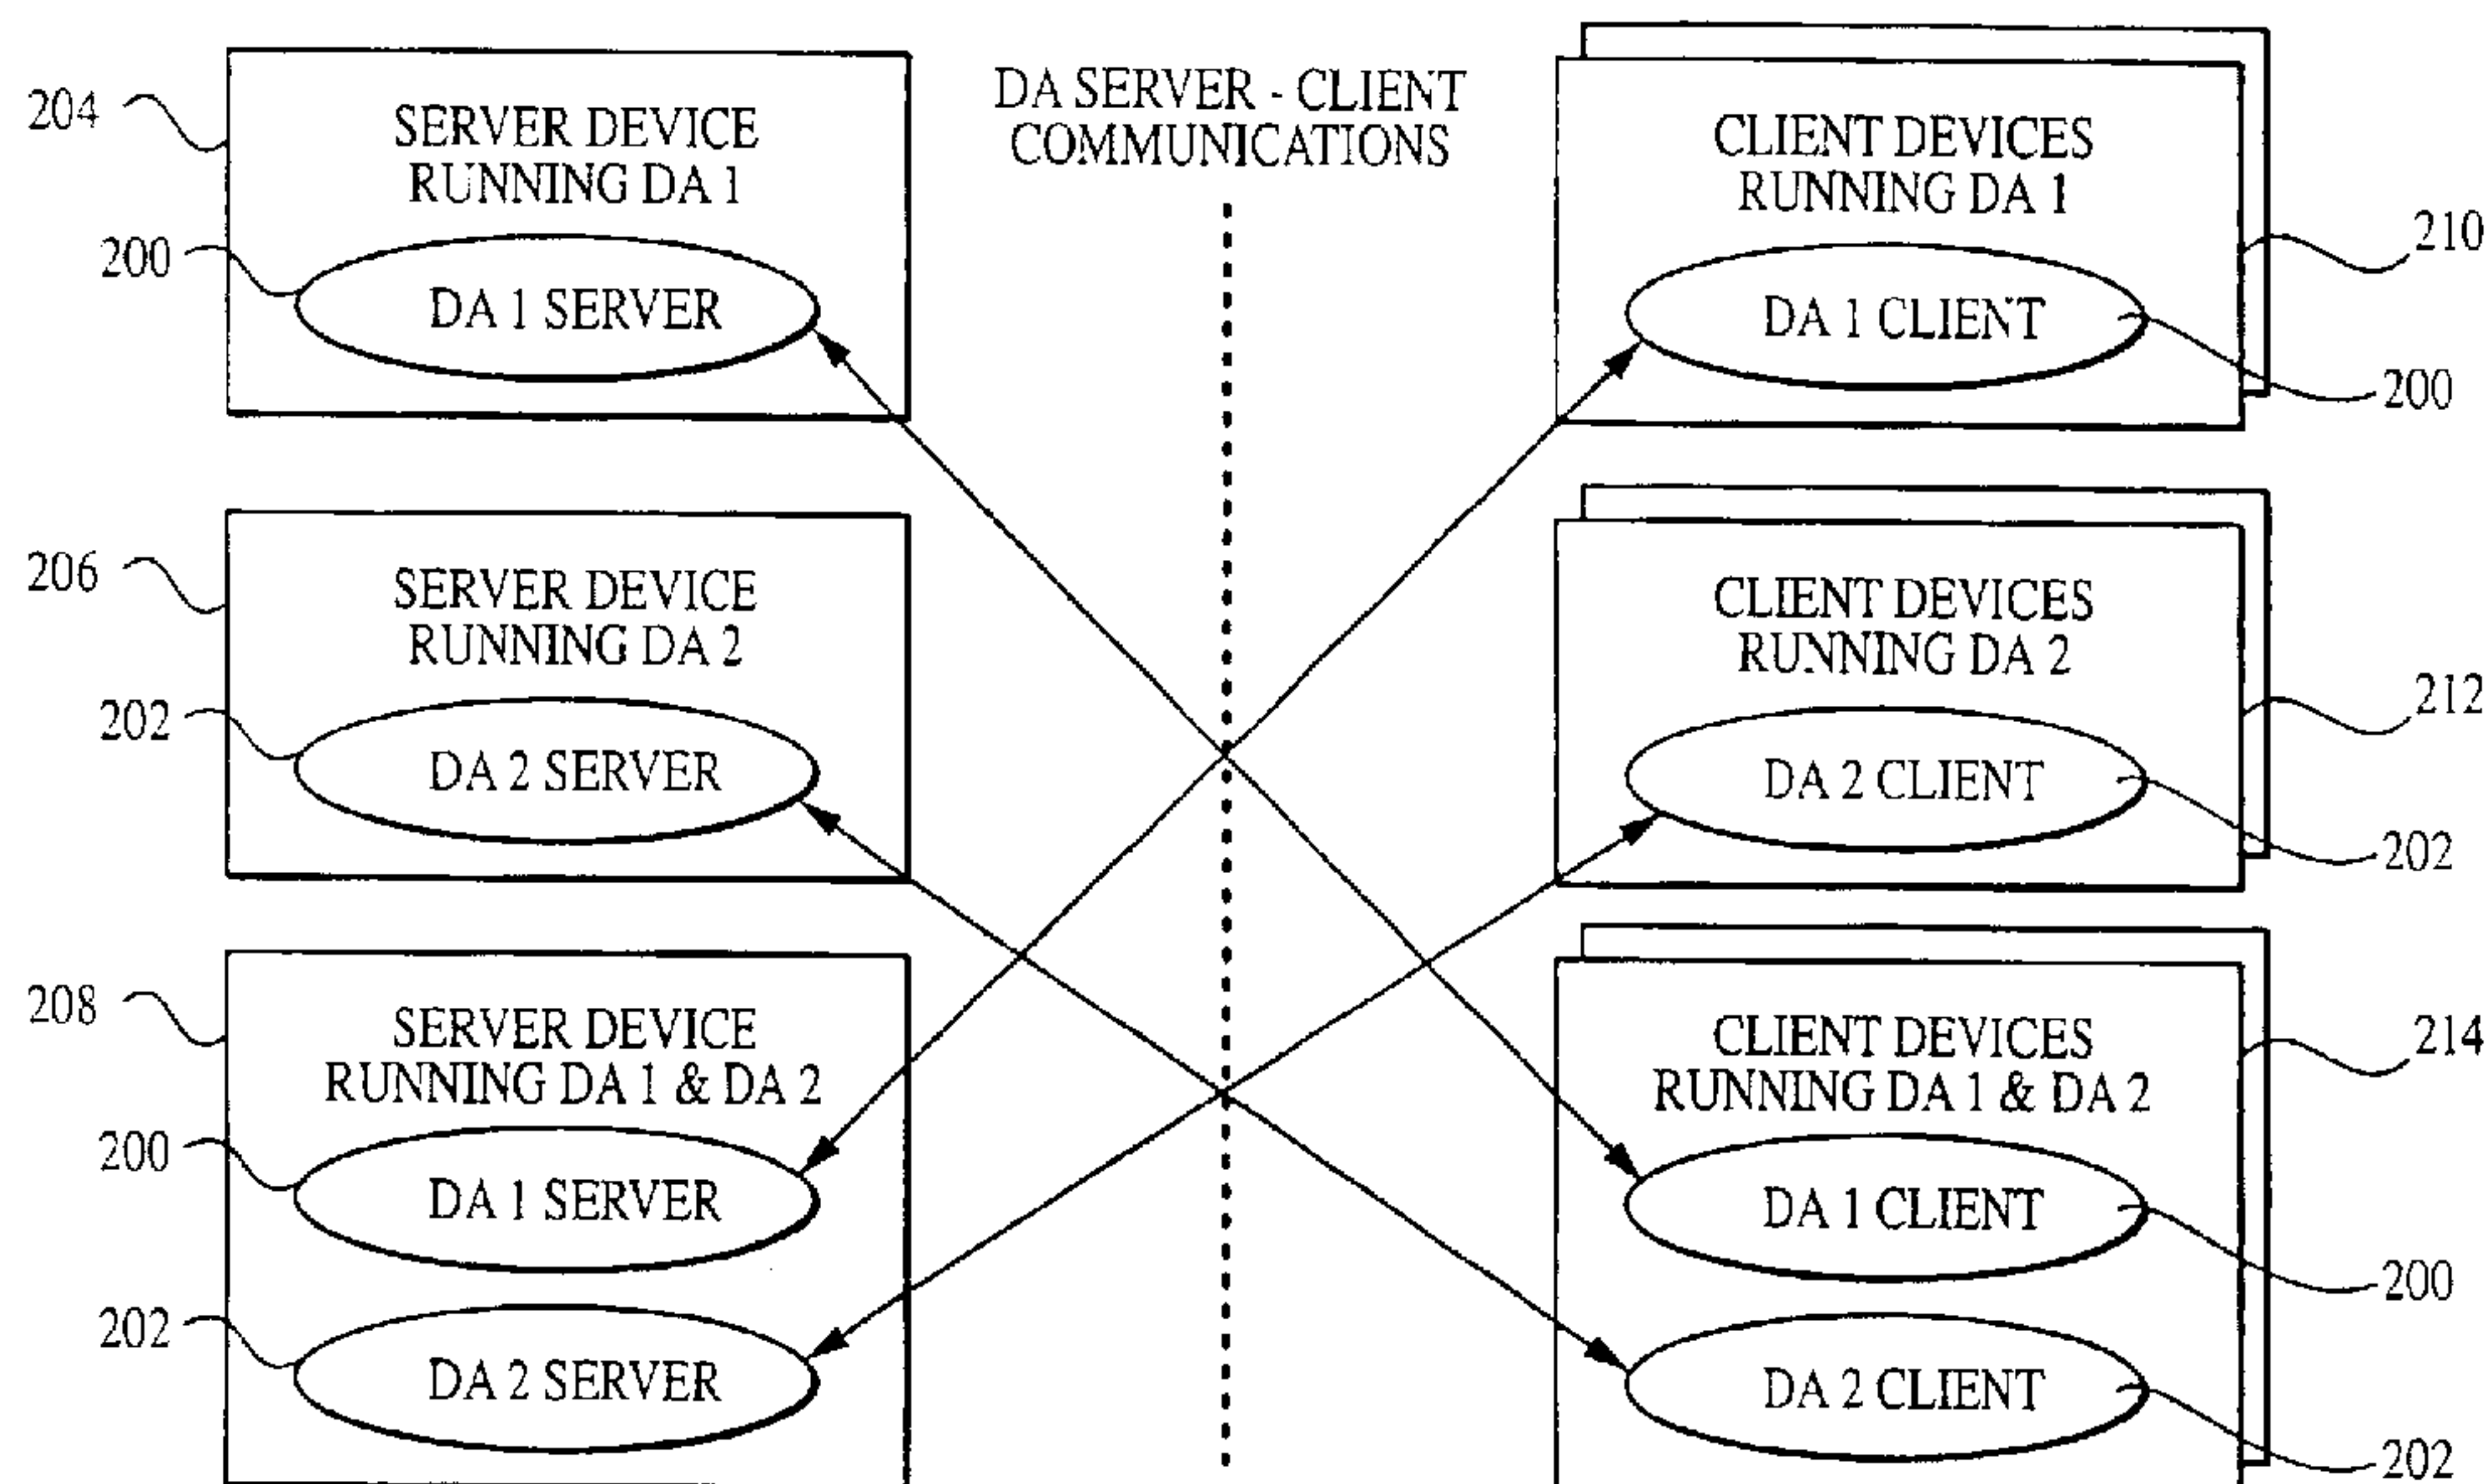 DA SERVER - CLIENT
COMMUNICATIONS
204
SERVER DEVICE
RUNNING DA 1
200
DA 1 SERVER
206
SERVER DEVICE
RUNNING DA 2
202
DA 2 SERVER
208
SERVER DEVICE
RUNNING DA 1 & DA 2
200
DA 1 SERVER
202
DA 2 SERVER
CLIENT DEVICES
RUNNING DA 1
210
DA 1 CLIENT
200
CLIENT DEVICES
RUNNING DA 2
212
DA 2 CLIENT
202
CLIENT DEVICES
RUNNING DA 1 & DA 2
214
DA 1 CLIENT
200
DA 2 CLIENT
202